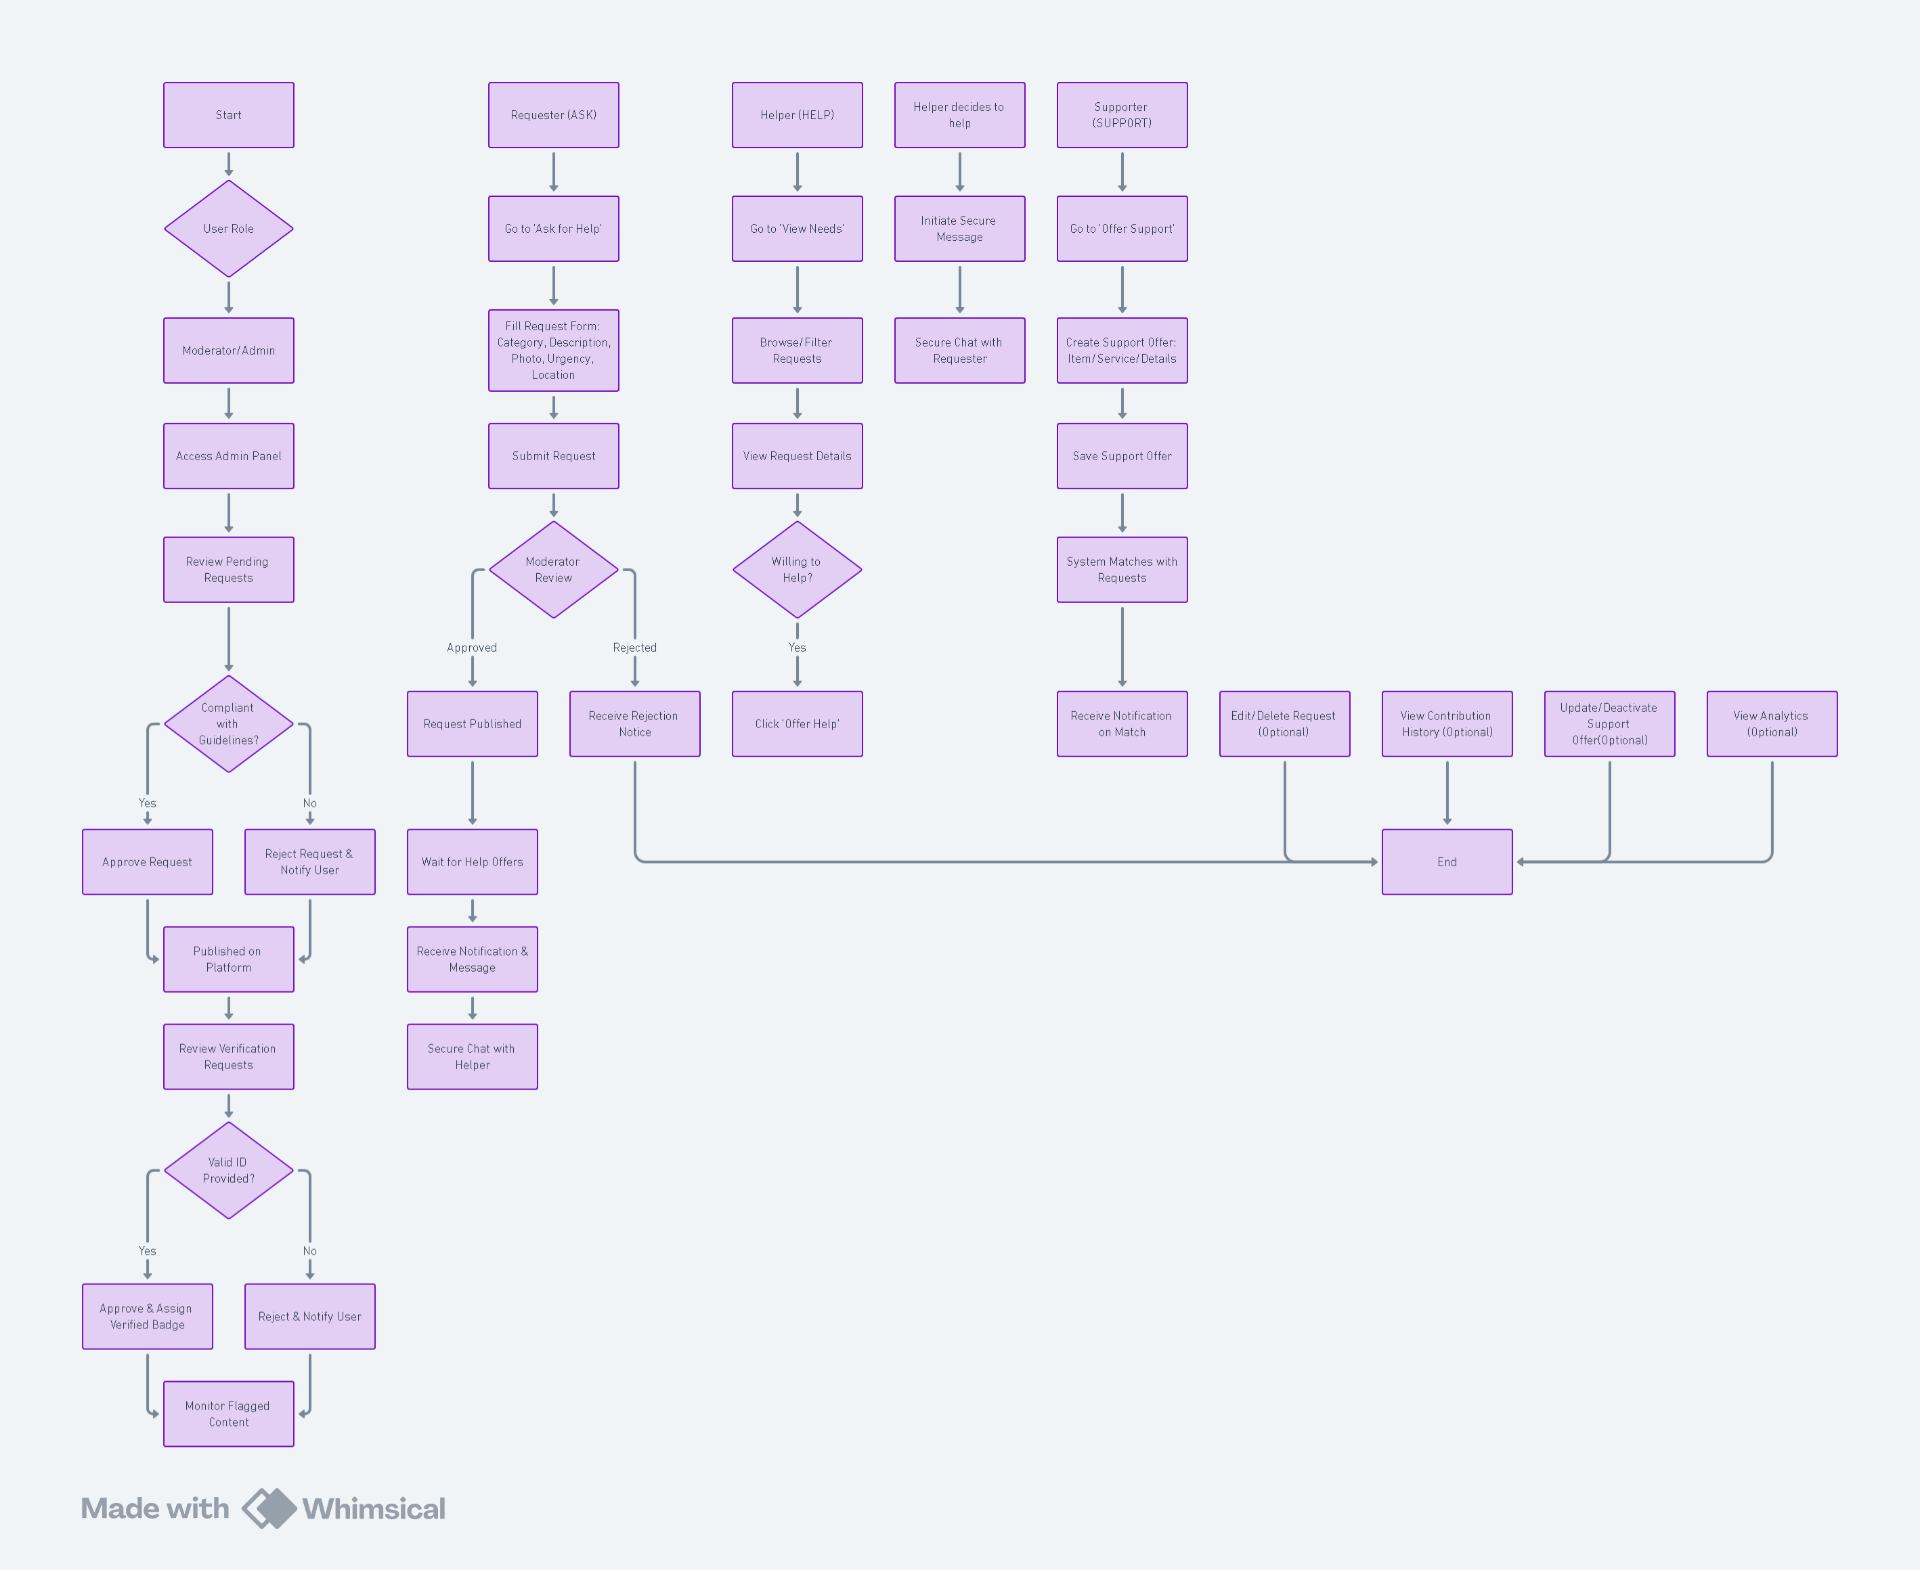 Start
Requester (ASK)
Helper (HELP)
Helper decides to
help
Supporter
(SUPPORT)
User Role
Go to 'Ask for Help'
Go to 'View Needs'
Initiate Secure
Message
Go to 'Offer Support'
Moderator/Admin
Fill Request Form:
Category, Description,
Photo, Urgency,
Location
Browse/Filter
Requests
Secure Chat with
Requester
Create Support Offer:
Item/Service/Details
Access Admin Panel
Submit Request
View Request Details
Save Support Offer
Review Pending
Requests
Moderator
Review
Willing to
Help?
System Matches with
Requests
Approved
Rejected
Yes
Compliant
with
Guidelines?
Request Published
Receive Rejection
Notice
Click 'Offer Help'
Receive Notification
on Match
Edit/Delete Request
(Optional)
View Contribution
History (Optional)
Update/Deactivate
Support
Offer(Optional)
View Analytics
(Optional)
Yes
No
Approve Request
Reject Request &
Notify User
Wait for Help Offers
End
Published on
Platform
Receive Notification &
Message
Review Verification
Requests
Secure Chat with
Helper
Valid ID
Provided?
Yes
No
Approve & Assign
Verified Badge
Reject & Notify User
Monitor Flagged
Content
Made with Whimsical